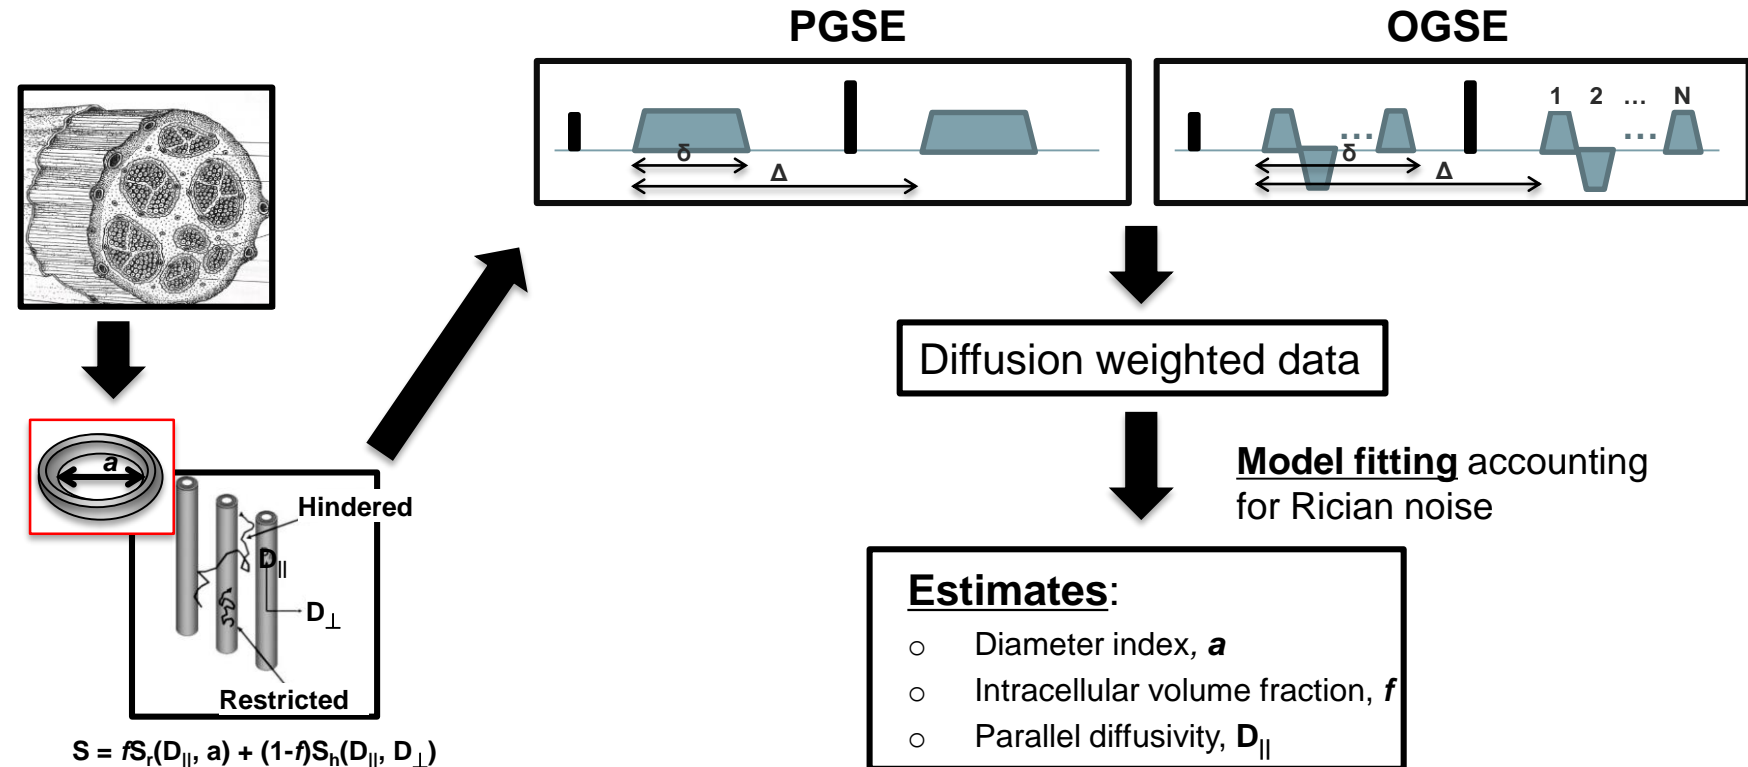 PGSE
δ
Δ
OGSE
1 2 ... N
...
...
δ
Δ
a
Hindered
D||
D⊥
Restricted
S = fSr(D||, a) + (1-f)Sh(D||, D⊥)
Diffusion weighted data
Model fitting accounting
for Rician noise
Estimates:
○ Diameter index, a
○ Intracellular volume fraction, f
○ Parallel diffusivity, D||